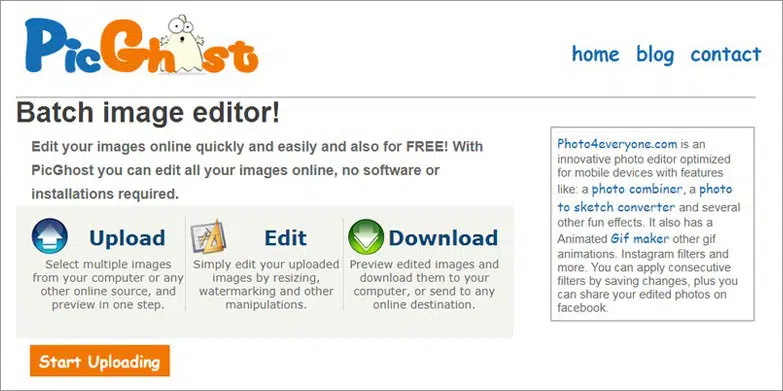 PicGhost
home blog contact
Batch image editor!
Edit your images online quickly and easily and also for FREE! With
PicGhost you can edit all your images online, no software or
installations required.
Upload
Select multiple images
from your computer or any
other online source, and
preview in one step.
Edit
Simply edit your uploaded
images by resizing,
watermarking and other
manipulations.
Download
Preview edited images and
download them to your
computer, or send to any
online destination.
Start Uploading
Photo4everyone.com is an
innovative photo editor optimized
for mobile devices with features
like: a photo combiner, a photo
to sketch converter and several
other fun effects. It also has a
Animated Gif maker other gif
animations. Instagram filters and
more. You can apply consecutive
filters by saving changes, plus you
can share your edited photos on
facebook.